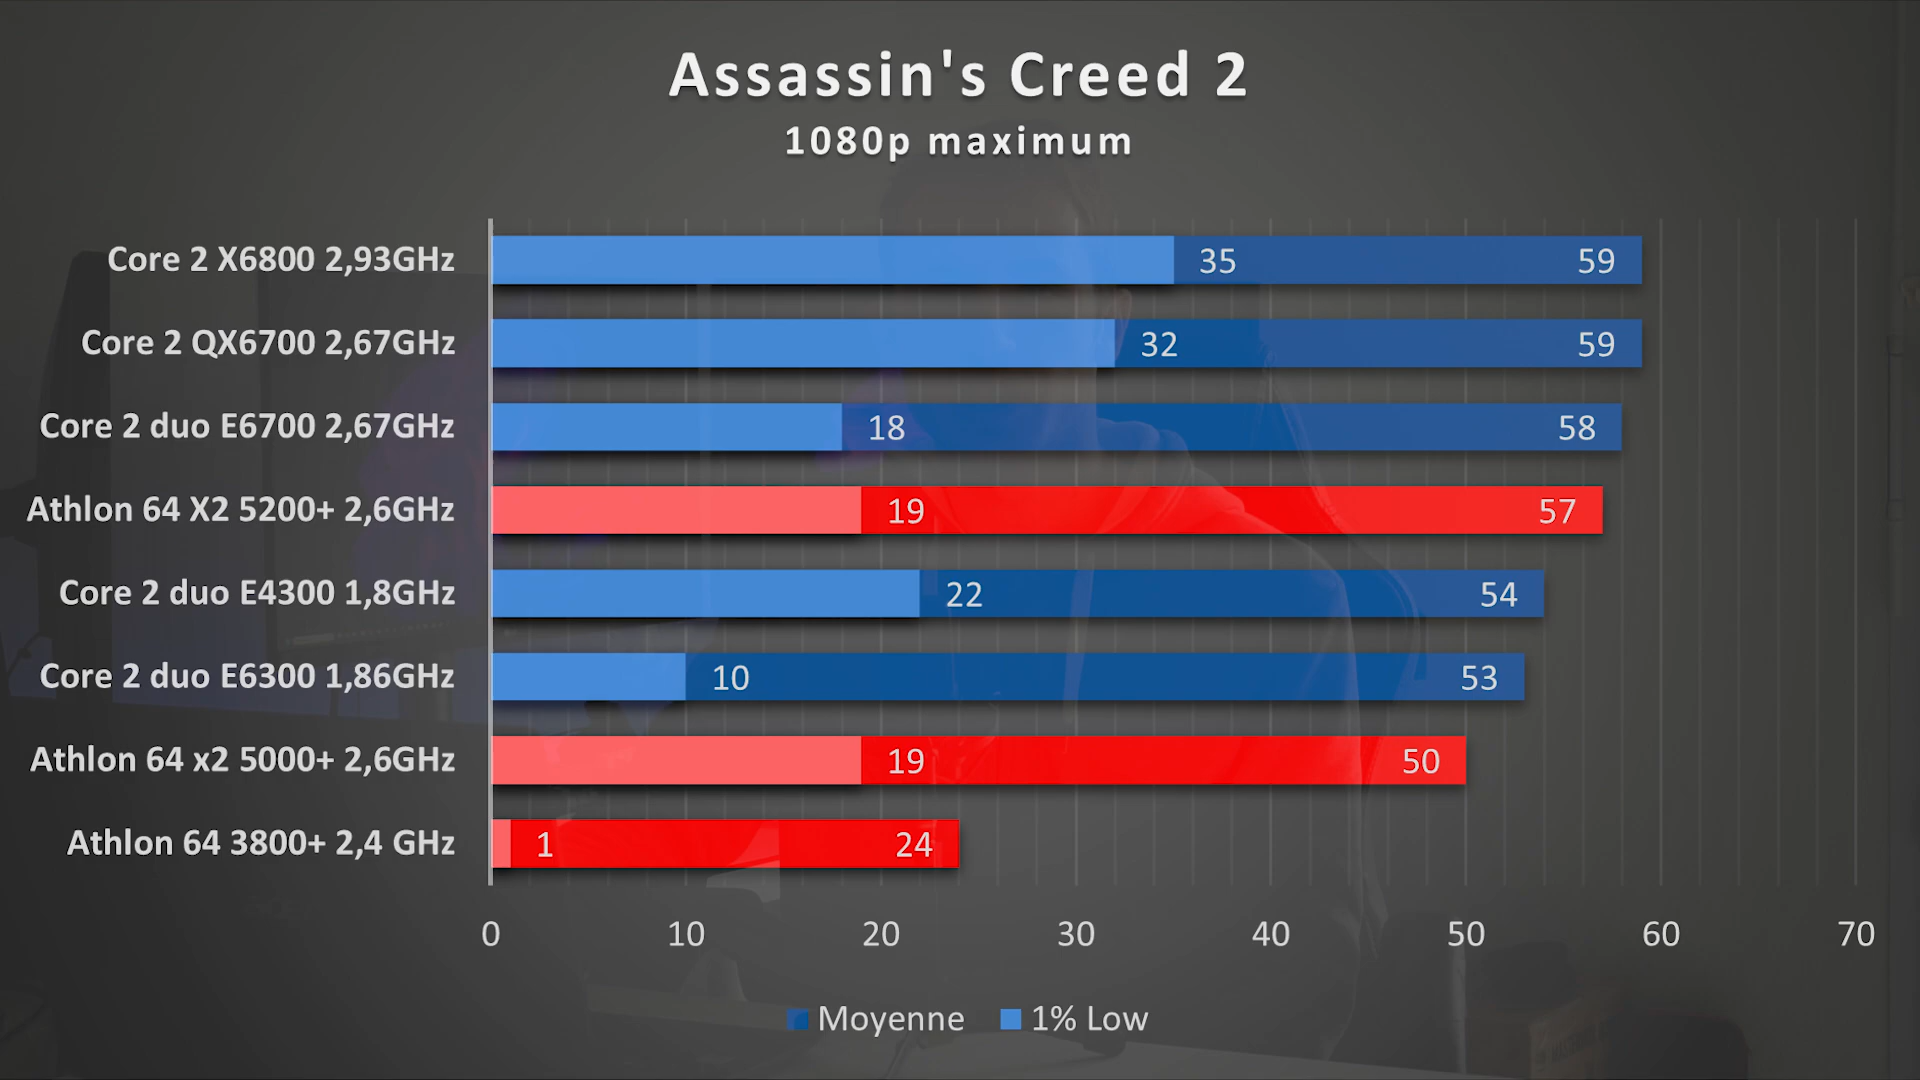 Assassin's Creed 2
1080p maximum
Core 2 X6800 2,93GHz 35 59
Core 2 QX6700 2,67GHz 32 59
Core 2 duo E6700 2,67GHz 18 58
Athlon 64 X2 5200+ 2,6GHz 19 57
Core 2 duo E4300 1,8GHz 22 54
Core 2 duo E6300 1,86GHz 10 53
Athlon 64 x2 5000+ 2,6GHz 19 50
Athlon 64 3800+ 2,4 GHz 1 24
0 10 20 30 40 50 60 70
Moyenne 1% Low